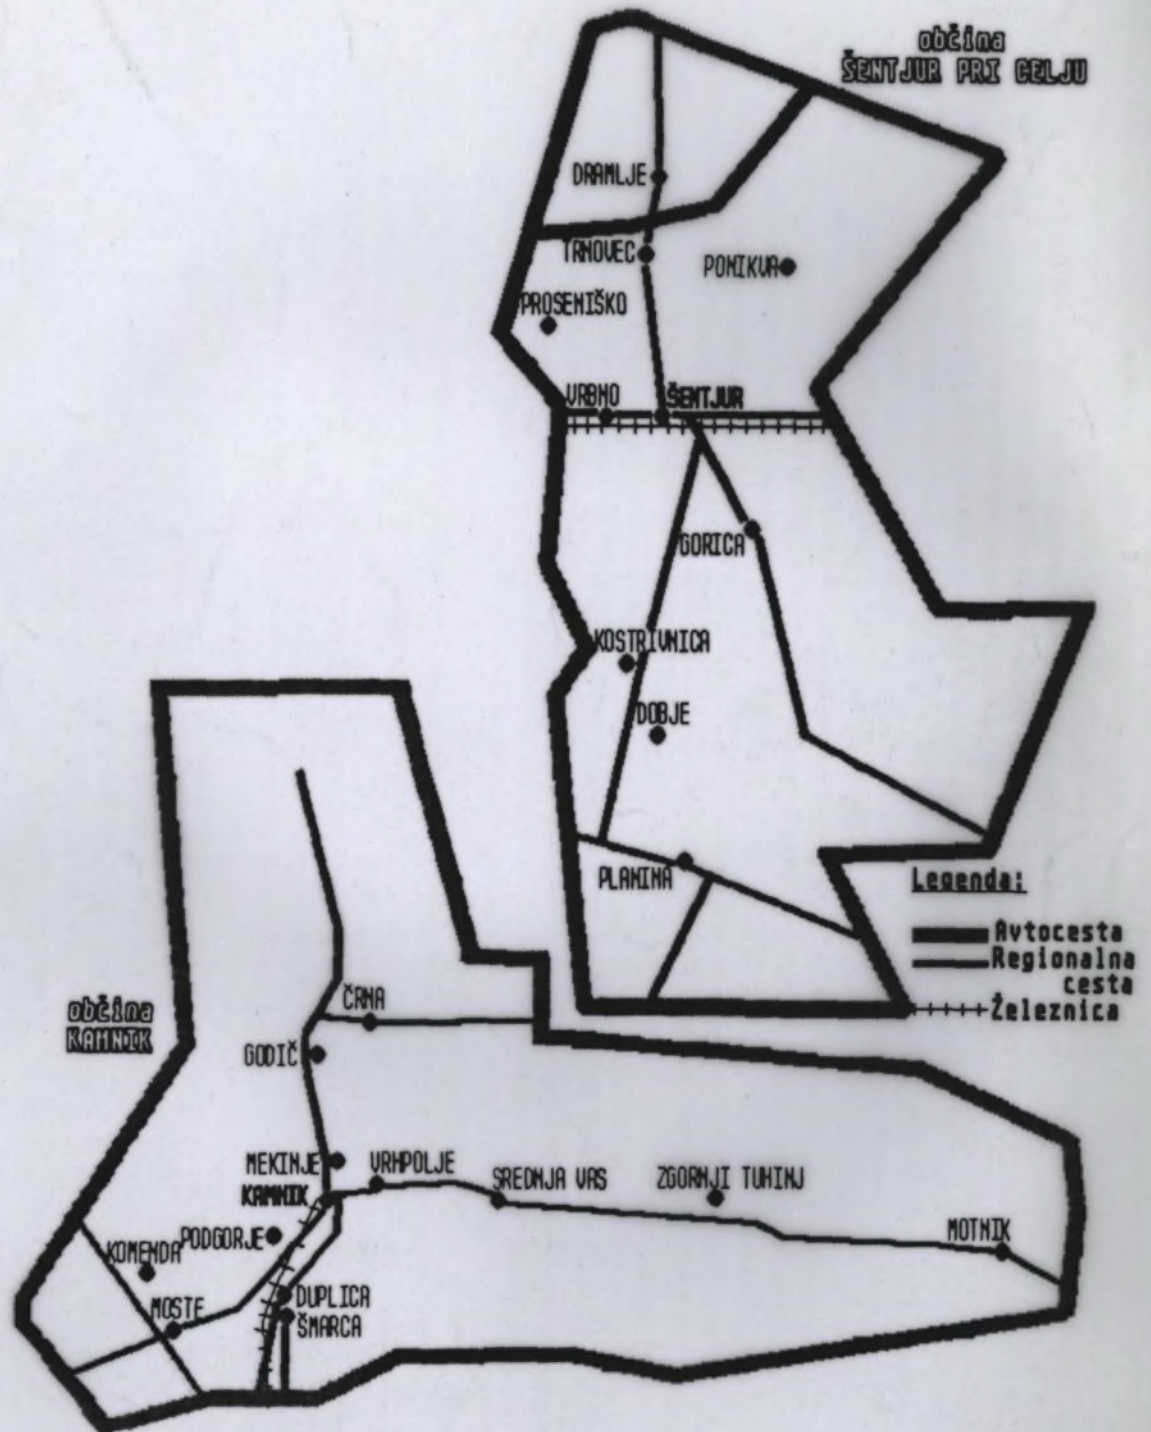 občina
ŠENTJUR PRI CELJU
DRAMLJE
TRNOVEC
PONIKVA
PROSENIŠKO
VRBNO
ŠENTJUR
GORICA
KOSTRIVNICA
DOBJE
PLANINA
Legenda:
Avtocesta
Regionalna
cesta
Železnica
občina
KAMNIK
ČRNA
GODIČ
MEKINJE
VRHPOLJE
KAMNIK
SREDNJA VAS
ZGORNJI TUHINJ
PODGORJE
KOMENDA
MOTNIK
MOSTE
DUPLICA
ŠMARCA